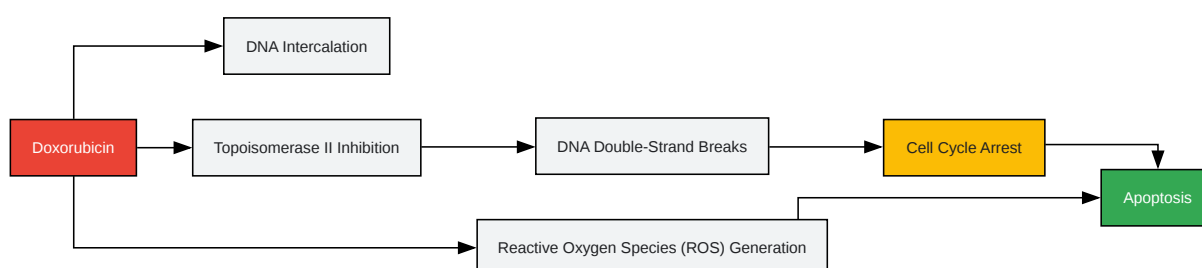 DNA Intercalation
Doxorubicin
Topoisomerase II Inhibition
DNA Double-Strand Breaks
Cell Cycle Arrest
Apoptosis
Reactive Oxygen Species (ROS) Generation